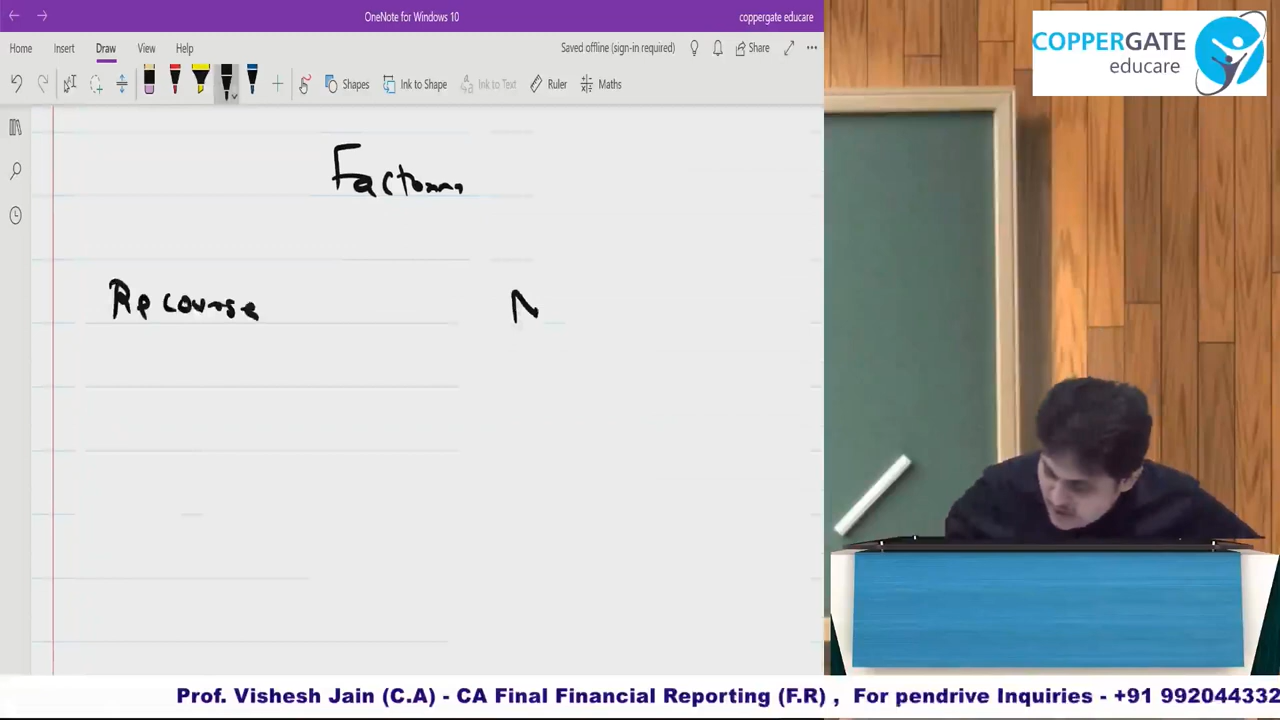 OneNote for Windows 10
coppergate educare
Home Insert Draw View Help
Saved offline (sign-in required) Share
Shapes Ink to Shape Ink to Text Ruler Maths
COPPERGATE
educare
Recourse
N
Prof. Vishesh Jain (C.A) - CA Final Financial Reporting (F.R) , For pendrive Inquiries - +91 992044332